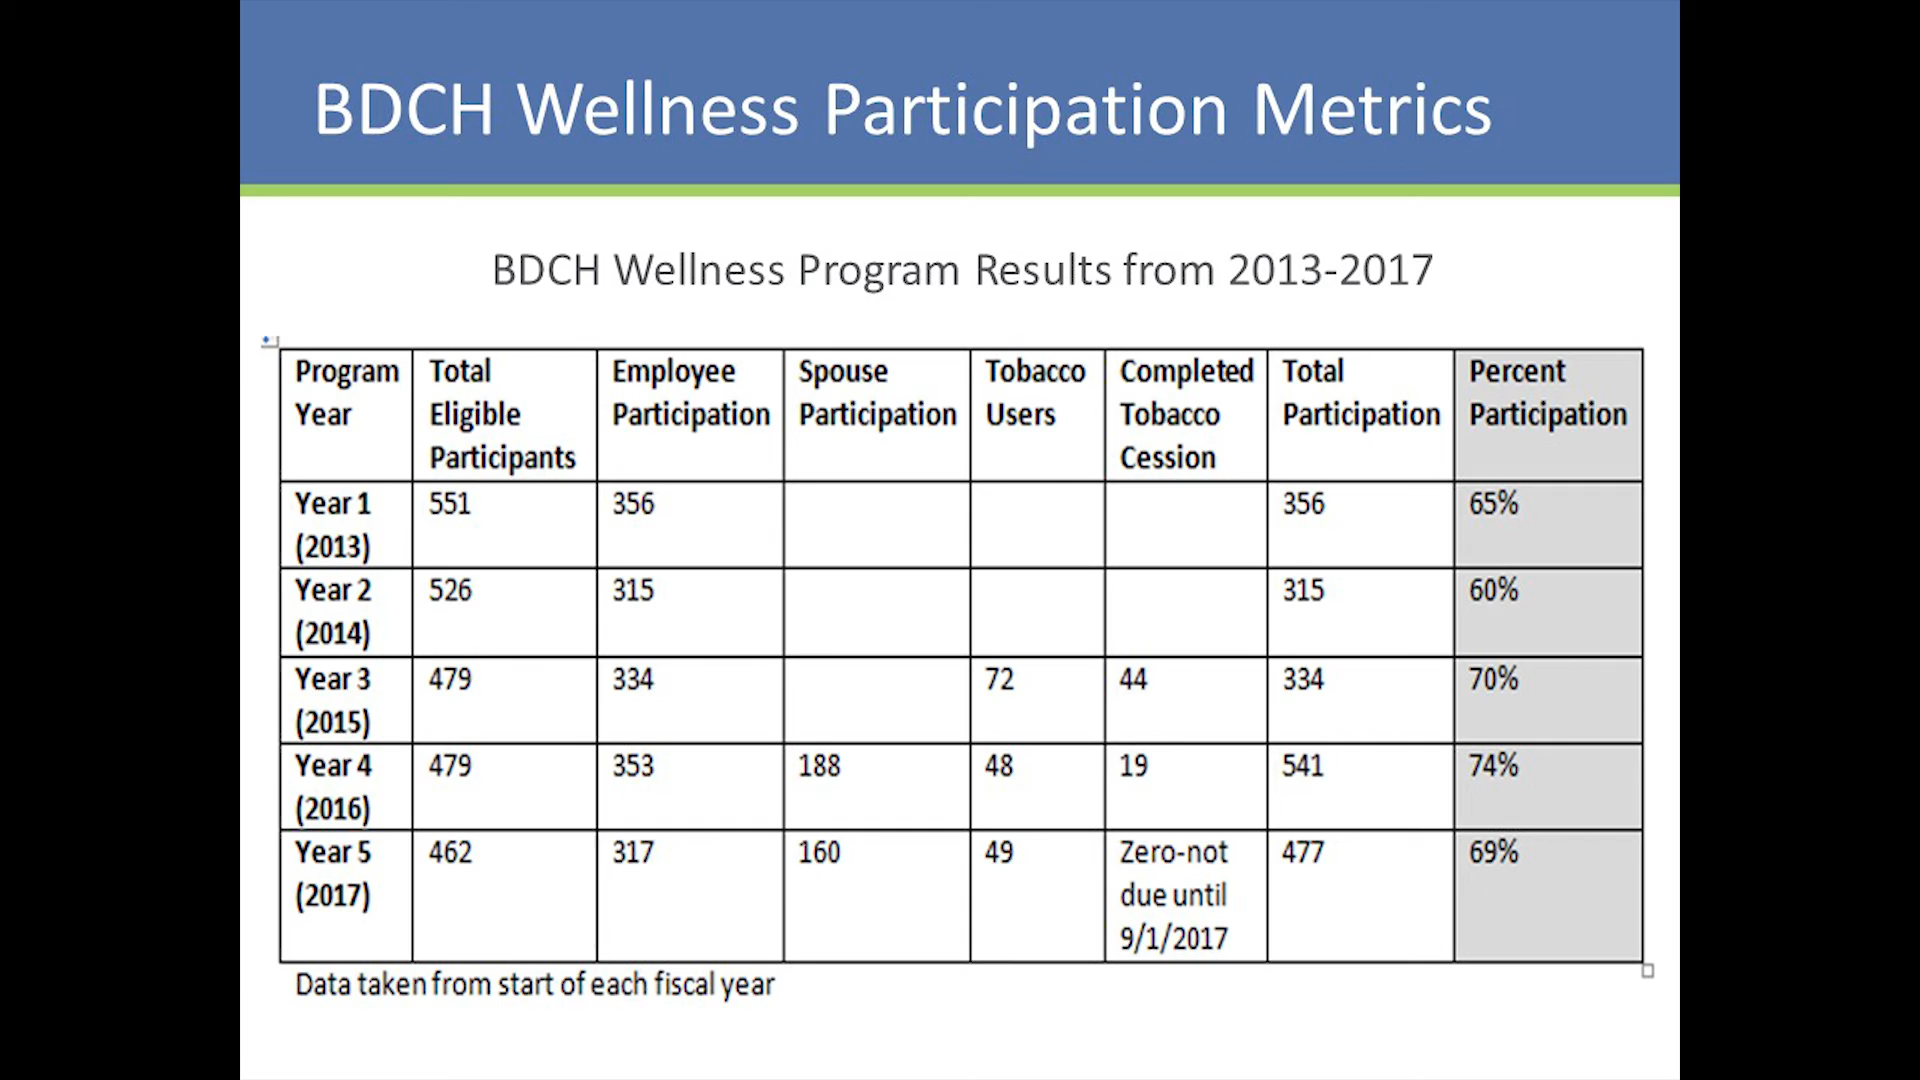 BDCH Wellness Participation Metrics
BDCH Wellness Program Results from 2013-2017
Program Year Total Eligible Participants Employee Participation Spouse Participation Tobacco Users Completed Tobacco Cession Total Participation Percent Participation
Year 1 (2013) 551 356 356 65%
Year 2 (2014) 526 315 315 60%
Year 3 (2015) 479 334 72 44 334 70%
Year 4 (2016) 479 353 188 48 19 541 74%
Year 5 (2017) 462 317 160 49 Zero-not due until 9/1/2017 477 69%
Data taken from start of each fiscal year